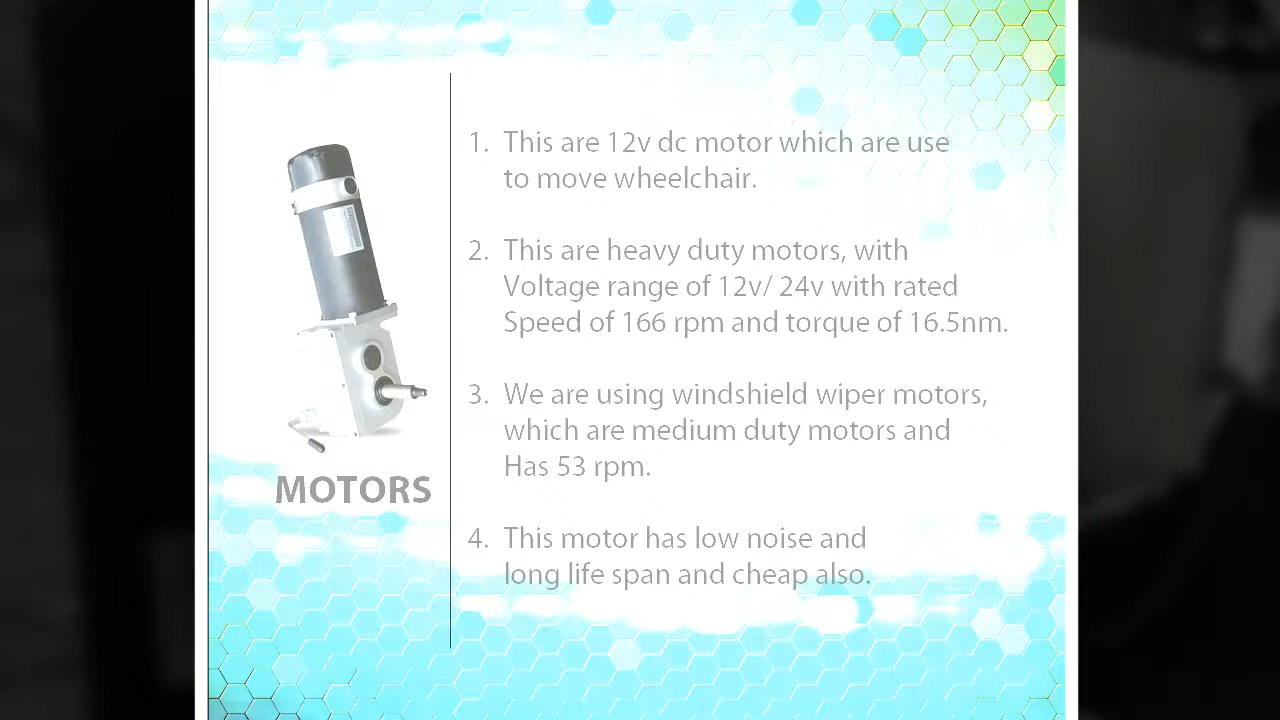 1. This are 12v dc motor which are use
to move wheelchair.
2. This are heavy duty motors, with
Voltage range of 12v/ 24v with rated
Speed of 166 rpm and torque of 16.5nm.
3. We are using windshield wiper motors,
which are medium duty motors and
Has 53 rpm.
MOTORS
4. This motor has low noise and
long life span and cheap also.